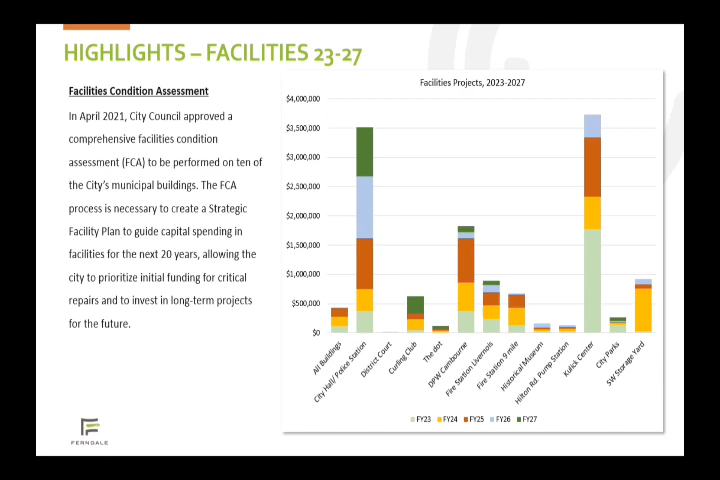 HIGHLIGHTS – FACILITIES 23-27
Facilities Condition Assessment
In April 2021, City Council approved a
comprehensive facilities condition
assessment (FCA) to be performed on ten of
the City's municipal buildings. The FCA
process is necessary to create a Strategic
Facility Plan to guide capital spending in
facilities for the next 20 years, allowing the
city to prioritize initial funding for critical
repairs and to invest in long-term projects
for the future.
Facilities Projects, 2023-2027
$4,000,000
$3,500,000
$3,000,000
$2,500,000
$2,000,000
$1,500,000
$1,000,000
$500,000
$0
All Buildings
City Hall/ Police Station
District Court
Curling Club
The dot
DPW Cambourne
Fire Station Livernois
Fire Station 9 mile
Historical Museum
Hilton Rd. Pump Station
Kulick Center
City Parks
SW Storage Yard
FY23 FY24 FY25 FY26 FY27
FERNDALE